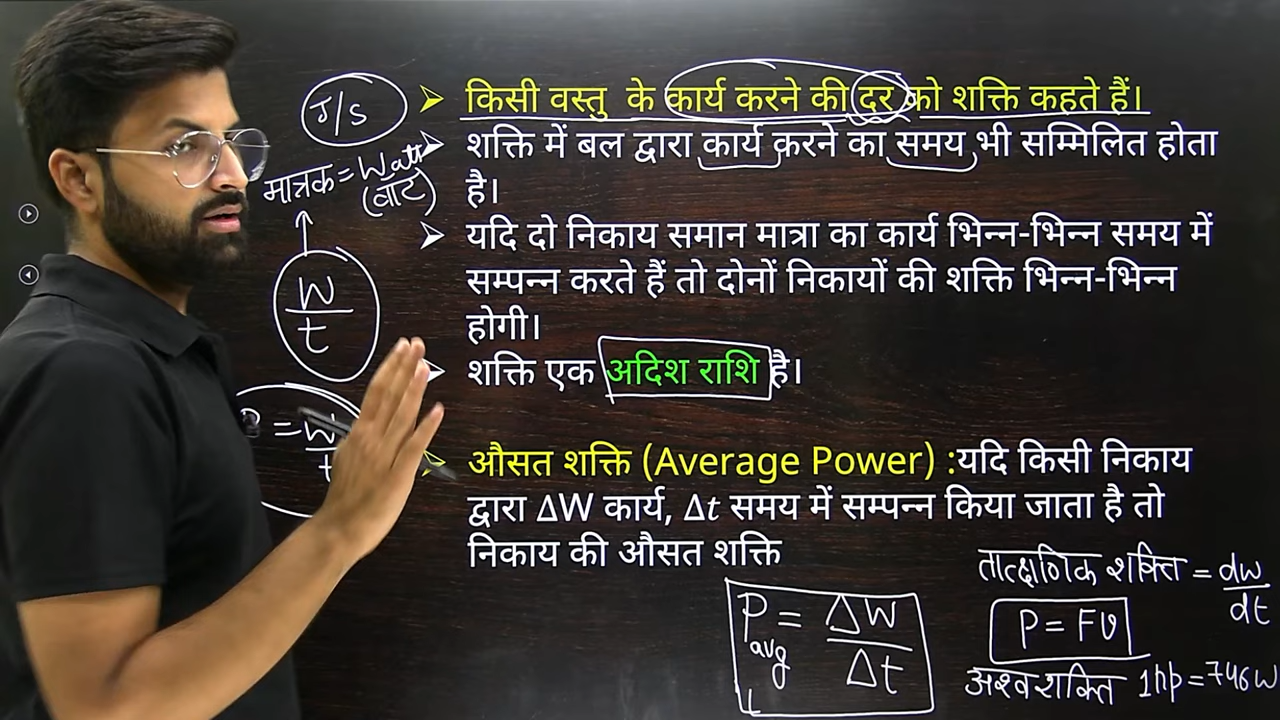 J/s
मात्रक = Watt
(वाट)
W
t
P = W
t
किसी वस्तु के कार्य करने की दर को शक्ति कहते हैं।
शक्ति में बल द्वारा कार्य करने का समय भी सम्मिलित होता
है।
यदि दो निकाय समान मात्रा का कार्य भिन्न-भिन्न समय में
सम्पन्न करते हैं तो दोनों निकायों की शक्ति भिन्न-भिन्न
होगी।
शक्ति एक अदिश राशि है।
औसत शक्ति (Average Power) :यदि किसी निकाय
द्वारा ΔW कार्य, Δt समय में सम्पन्न किया जाता है तो
निकाय की औसत शक्ति
P avg = ΔW
Δt
तात्क्षणिक शक्ति = dw
dt
P = Fv
अश्वशक्ति 1hp = 746W